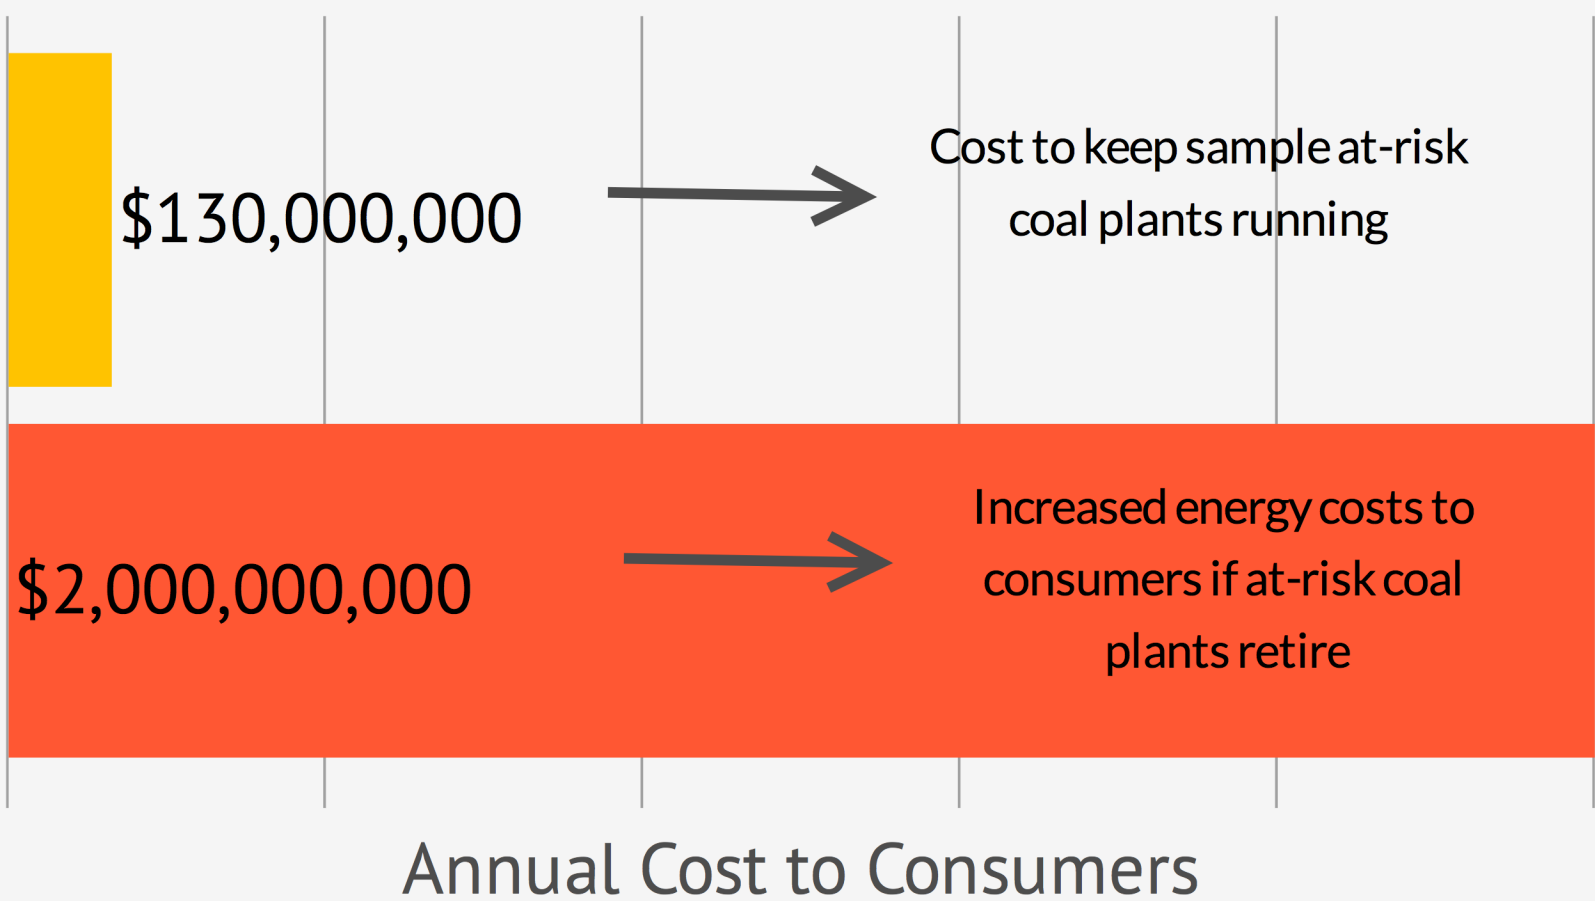 $130,000,000
Cost to keep sample at-risk
coal plants running
$2,000,000,000
Increased energy costs to
consumers if at-risk coal
plants retire
Annual Cost to Consumers